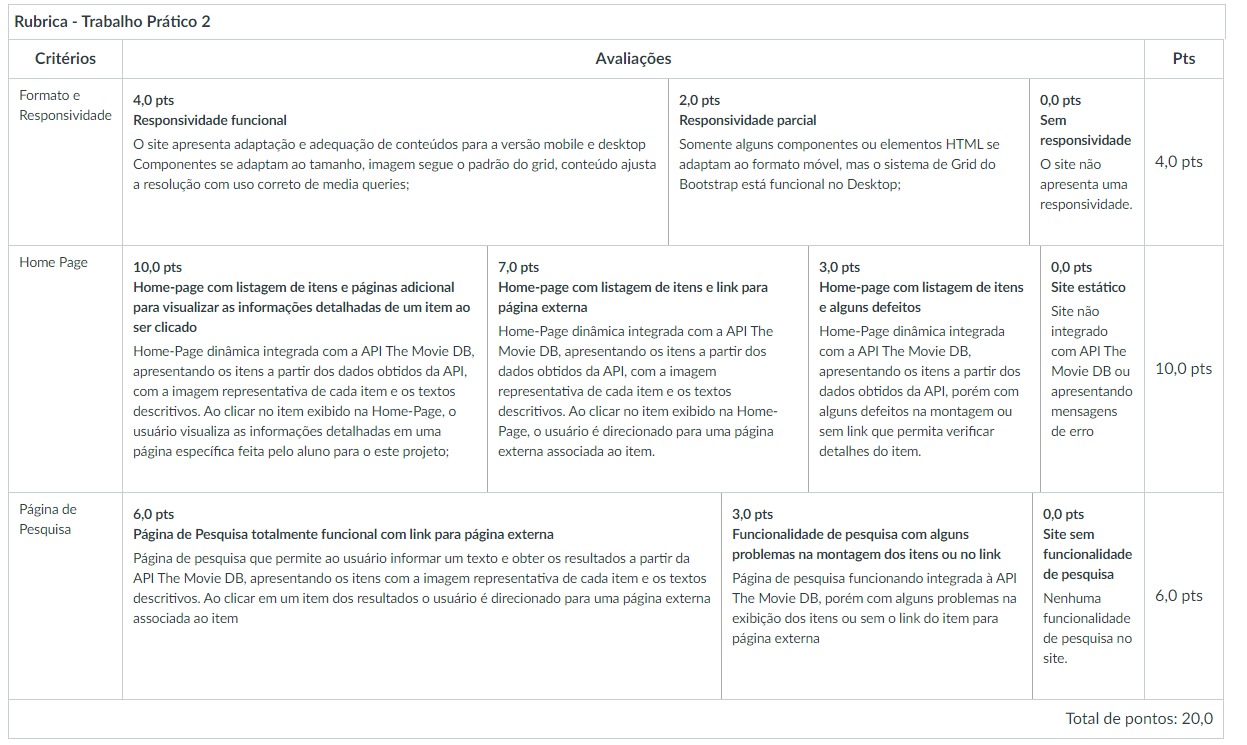 Rubrica - Trabalho Prático 2
Critérios
Avaliações
Pts
Formato e
Responsividade
4,0 pts
Responsividade funcional
O site apresenta adaptação e adequação de conteúdos para a versão mobile e desktop
Componentes se adaptam ao tamanho, imagem segue o padrão do grid, conteúdo ajusta
a resolução com uso correto de media queries;
2,0 pts
Responsividade parcial
Somente alguns componentes ou elementos HTML se
adaptam ao formato móvel, mas o sistema de Grid do
Bootstrap está funcional no Desktop;
0,0 pts
Sem
responsividade
O site não
apresenta uma
responsividade.
4,0 pts
Home Page
10,0 pts
Home-page com listagem de itens e páginas adicional
para visualizar as informações detalhadas de um item ao
ser clicado
Home-Page dinâmica integrada com a API The Movie DB,
apresentando os itens a partir dos dados obtidos da API,
com a imagem representativa de cada item e os textos
descritivos. Ao clicar no item exibido na Home-Page, o
usuário visualiza as informações detalhadas em uma
página específica feita pelo aluno para o este projeto;
7,0 pts
Home-page com listagem de itens e link para
página externa
Home-Page dinâmica integrada com a API The
Movie DB, apresentando os itens a partir dos
dados obtidos da API, com a imagem
representativa de cada item e os textos
descritivos. Ao clicar no item exibido na Home-
Page, o usuário é direcionado para uma página
externa associada ao item.
3,0 pts
Home-page com listagem de itens
e alguns defeitos
Home-Page dinâmica integrada
com a API The Movie DB,
apresentando os itens a partir dos
dados obtidos da API, porém com
alguns defeitos na montagem ou
sem link que permita verificar
detalhes do item.
0,0 pts
Site estático
Site não
integrado
com API The
Movie DB ou
apresentando
mensagens
de erro
10,0 pts
Página de
Pesquisa
6,0 pts
Página de Pesquisa totalmente funcional com link para página externa
Página de pesquisa que permite ao usuário informar um texto e obter os resultados a partir da
API The Movie DB, apresentando os itens com a imagem representativa de cada item e os textos
descritivos. Ao clicar em um item dos resultados o usuário é direcionado para uma página externa
associada ao item
3,0 pts
Funcionalidade de pesquisa com alguns
problemas na montagem dos itens ou no link
Página de pesquisa funcionando integrada à API
The Movie DB, porém com alguns problemas na
exibição dos itens ou sem o link do item para
página externa
0,0 pts
Site sem
funcionalidade
de pesquisa
Nenhuma
funcionalidade
de pesquisa no
site.
6,0 pts
Total de pontos: 20,0